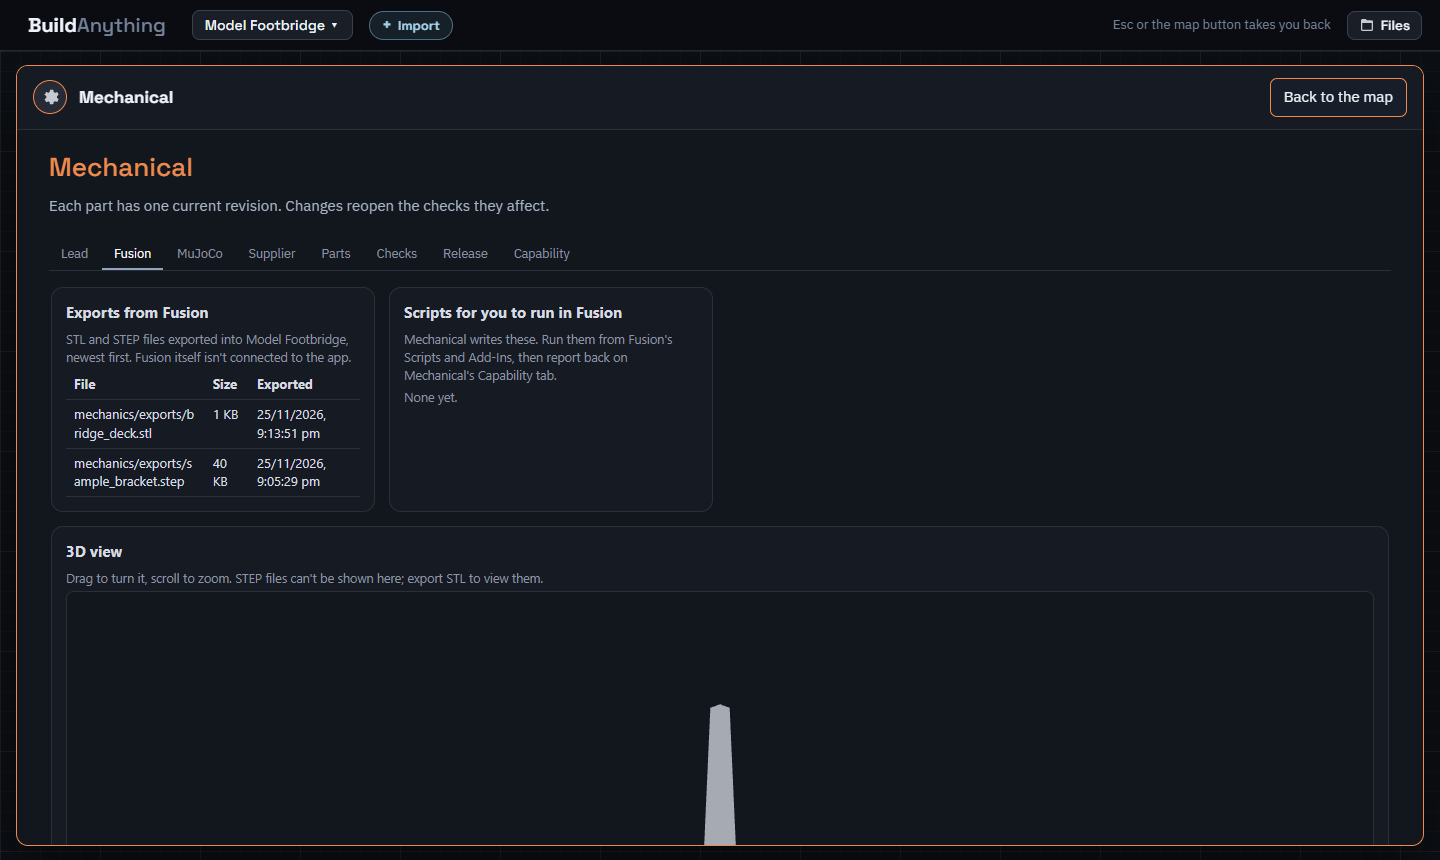 BuildAnything
Model Footbridge ▾
+ Import
Esc or the map button takes you back
Files
Mechanical
Back to the map
Mechanical
Each part has one current revision. Changes reopen the checks they affect.
Lead Fusion MuJoCo Supplier Parts Checks Release Capability
Exports from Fusion
STL and STEP files exported into Model Footbridge,
newest first. Fusion itself isn't connected to the app.
File Size Exported
mechanics/exports/b 1 KB 25/11/2026,
ridge_deck.stl 9:13:51 pm
mechanics/exports/s 40 25/11/2026,
ample_bracket.step KB 9:05:29 pm
Scripts for you to run in Fusion
Mechanical writes these. Run them from Fusion's
Scripts and Add-Ins, then report back on
Mechanical's Capability tab.
None yet.
3D view
Drag to turn it, scroll to zoom. STEP files can't be shown here; export STL to view them.